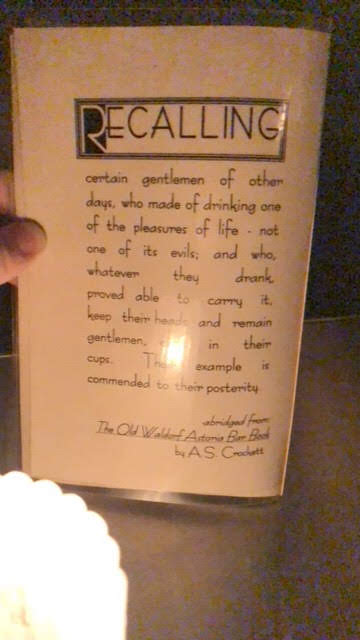 RECALLING
certain gentlemen of other
days, who made of drinking one
of the pleasures of life - not
one of its evils; and who,
whatever they drank,
proved able to carry it,
keep their heads and remain
gentlemen, in their
cups. example is
commended to their posterity
abridged from:
The Old Waldorf Astoria Bar Book
by A.S. Crockett